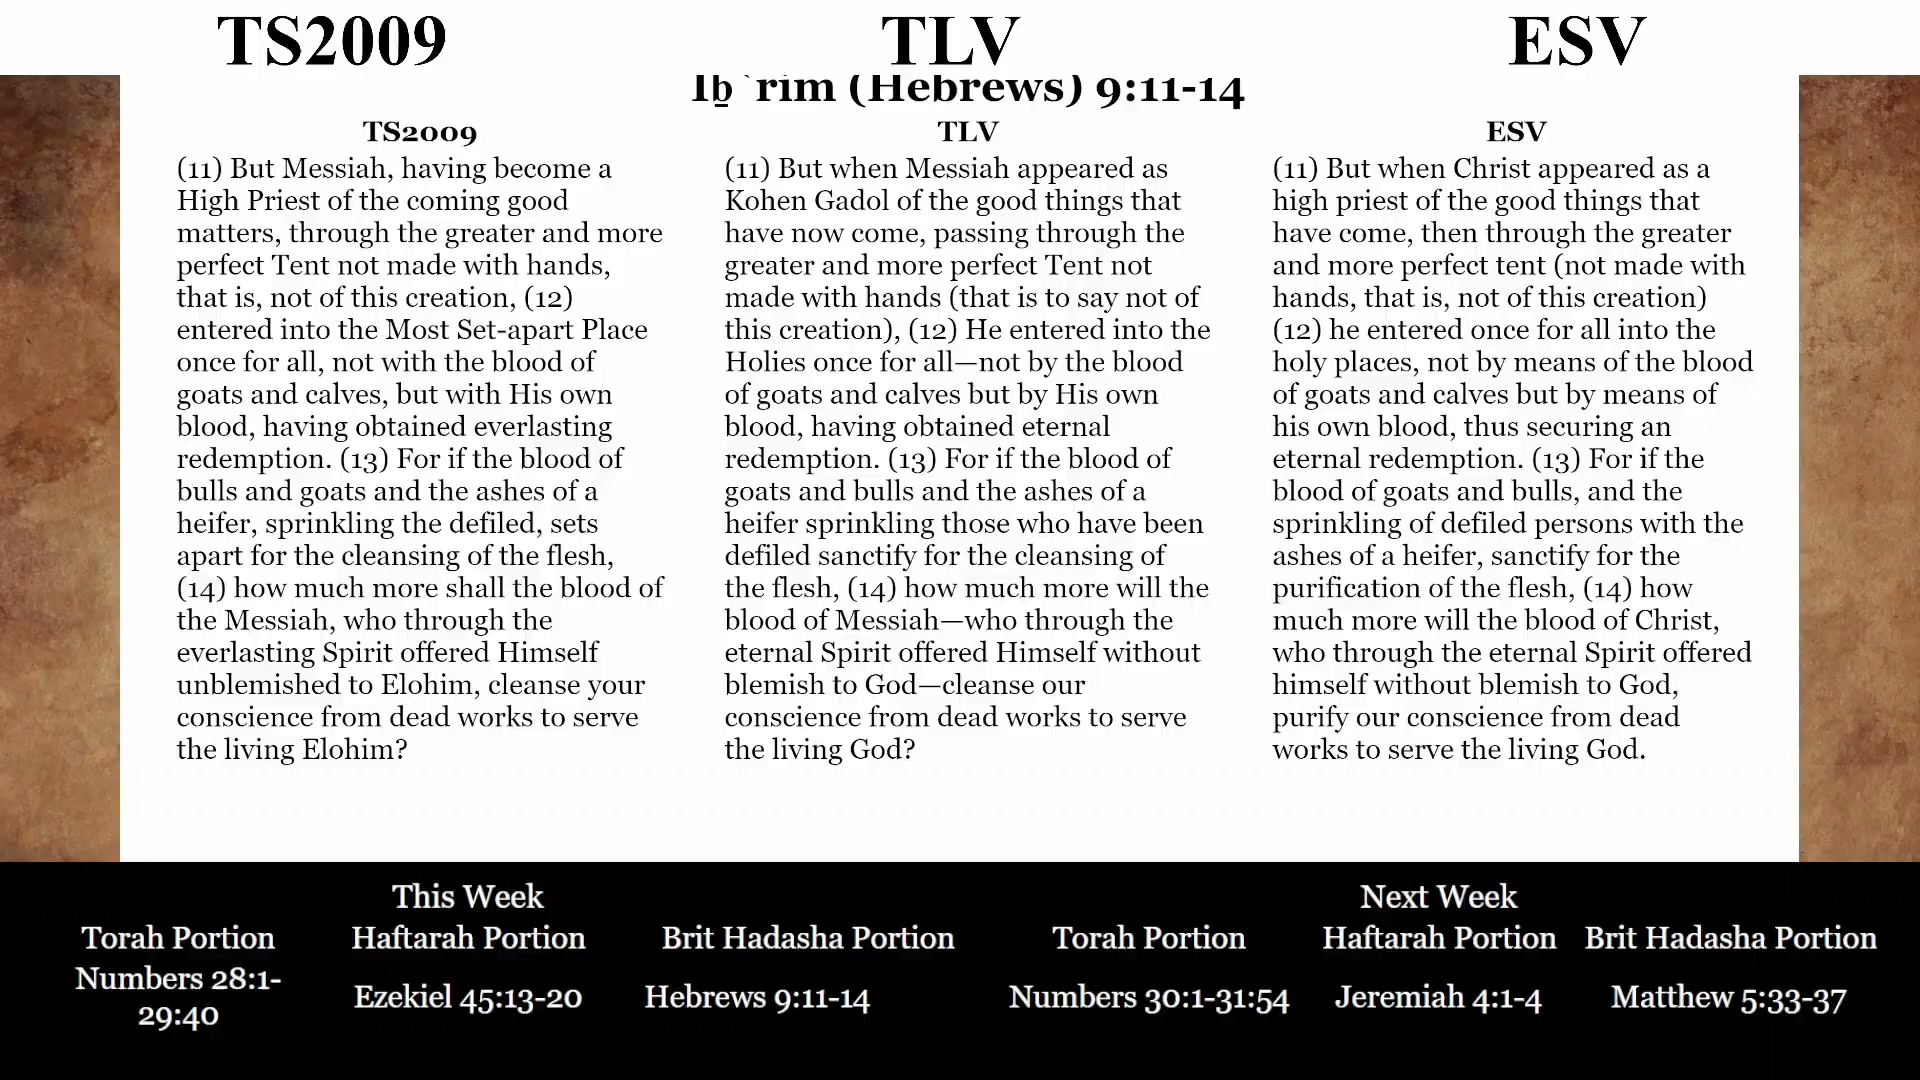 TS2009
TLV
ESV
Iḇ`rim (Hebrews) 9:11-14
TS2009
(11) But Messiah, having become a
High Priest of the coming good
matters, through the greater and more
perfect Tent not made with hands,
that is, not of this creation, (12)
entered into the Most Set-apart Place
once for all, not with the blood of
goats and calves, but with His own
blood, having obtained everlasting
redemption. (13) For if the blood of
bulls and goats and the ashes of a
heifer, sprinkling the defiled, sets
apart for the cleansing of the flesh,
(14) how much more shall the blood of
the Messiah, who through the
everlasting Spirit offered Himself
unblemished to Elohim, cleanse your
conscience from dead works to serve
the living Elohim?
TLV
(11) But when Messiah appeared as
Kohen Gadol of the good things that
have now come, passing through the
greater and more perfect Tent not
made with hands (that is to say not of
this creation), (12) He entered into the
Holies once for all—not by the blood
of goats and calves but by His own
blood, having obtained eternal
redemption. (13) For if the blood of
goats and bulls and the ashes of a
heifer sprinkling those who have been
defiled sanctify for the cleansing of
the flesh, (14) how much more will the
blood of Messiah—who through the
eternal Spirit offered Himself without
blemish to God—cleanse our
conscience from dead works to serve
the living God?
ESV
(11) But when Christ appeared as a
high priest of the good things that
have come, then through the greater
and more perfect tent (not made with
hands, that is, not of this creation)
(12) he entered once for all into the
holy places, not by means of the blood
of goats and calves but by means of
his own blood, thus securing an
eternal redemption. (13) For if the
blood of goats and bulls, and the
sprinkling of defiled persons with the
ashes of a heifer, sanctify for the
purification of the flesh, (14) how
much more will the blood of Christ,
who through the eternal Spirit offered
himself without blemish to God,
purify our conscience from dead
works to serve the living God.
This Week
Torah Portion
Numbers 28:1-
29:40
Haftarah Portion
Ezekiel 45:13-20
Brit Hadasha Portion
Hebrews 9:11-14
Next Week
Torah Portion
Numbers 30:1-31:54
Haftarah Portion
Jeremiah 4:1-4
Brit Hadasha Portion
Matthew 5:33-37